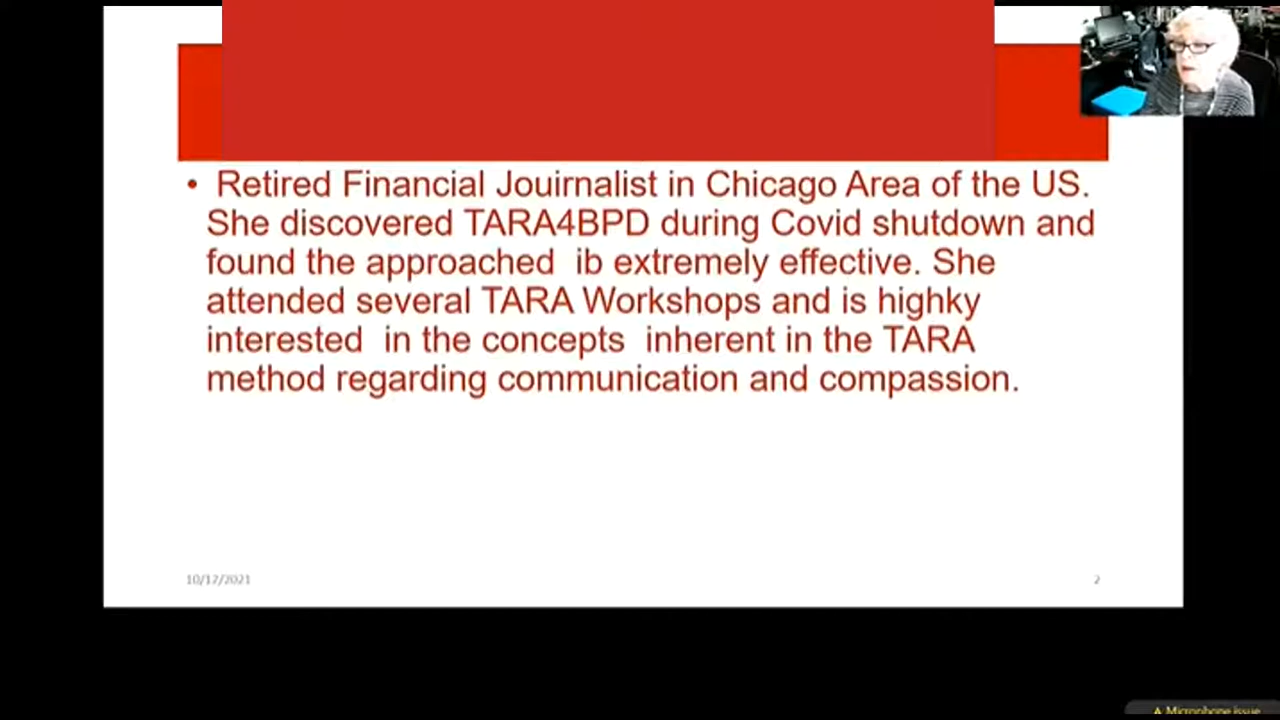 • Retired Financial Jouirnalist in Chicago Area of the US.
She discovered TARA4BPD during Covid shutdown and
found the approached ib extremely effective. She
attended several TARA Workshops and is highky
interested in the concepts inherent in the TARA
method regarding communication and compassion.
10/17/2021
2
Microphone issue